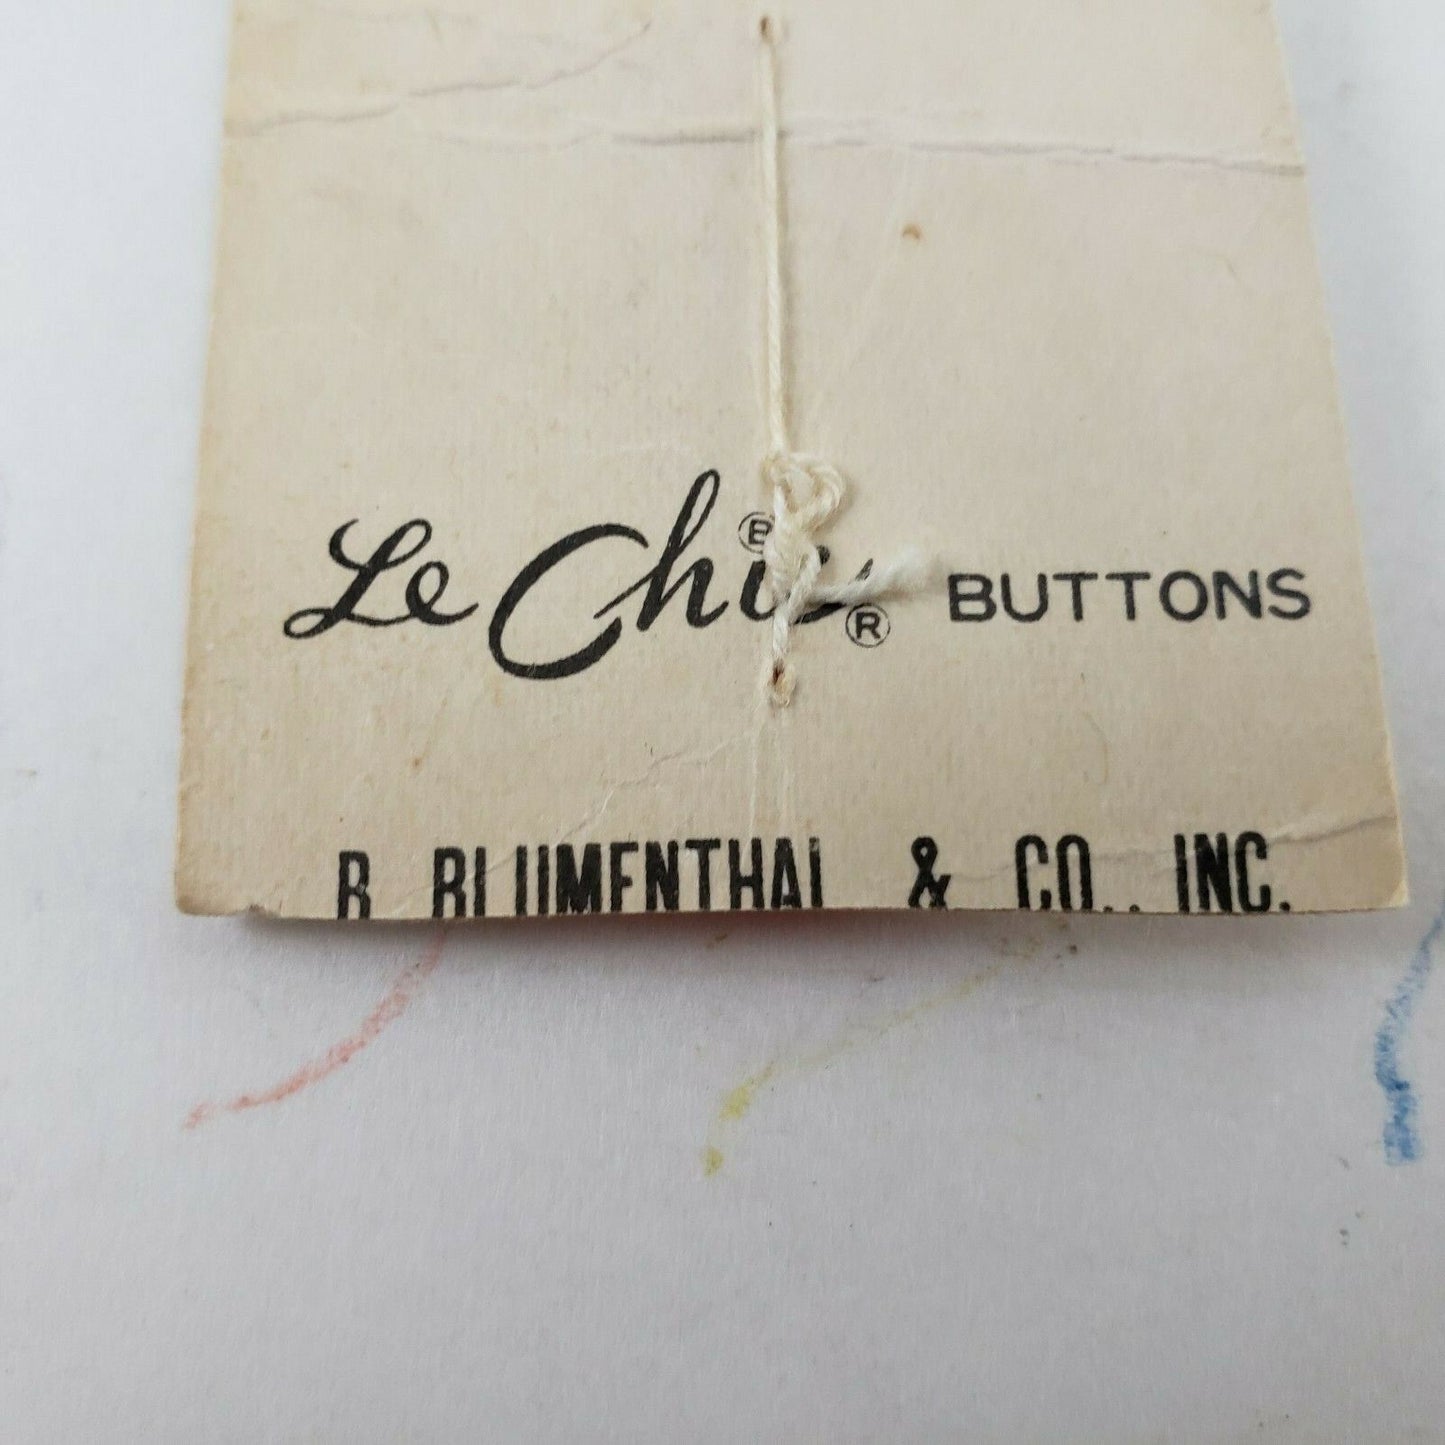 Le Chic ® BUTTONS
B. BLUMENTHAL & CO., INC.